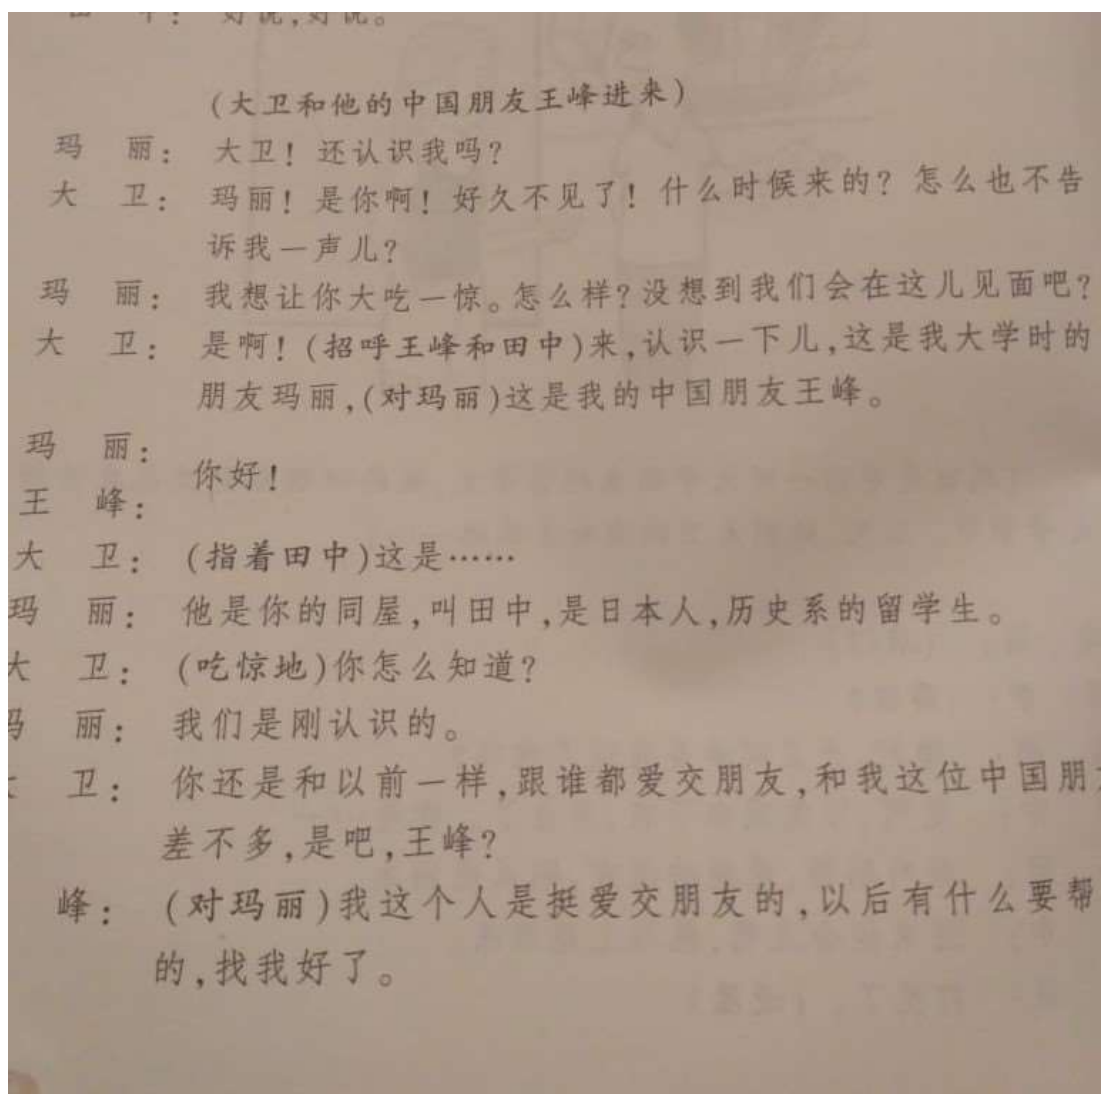 好说,好说。
(大卫和他的中国朋友王峰进来)
玛 丽: 大卫! 还认识我吗?
大 卫: 玛丽! 是你啊! 好久不见了! 什么时候来的? 怎么也不告
诉我一声儿?
玛 丽: 我想让你大吃一惊。怎么样?没想到我们会在这儿见面吧?
大 卫: 是啊! (招呼王峰和田中)来,认识一下儿,这是我大学时的
朋友玛丽,(对玛丽)这是我的中国朋友王峰。
玛 丽:
你好!
王 峰:
大 卫: (指着田中)这是……
玛 丽: 他是你的同屋,叫田中,是日本人,历史系的留学生。
大 卫: (吃惊地)你怎么知道?
玛 丽: 我们是刚认识的。
卫: 你还是和以前一样,跟谁都爱交朋友,和我这位中国朋
差不多,是吧,王峰?
峰: (对玛丽)我这个人是挺爱交朋友的,以后有什么要帮
的,找我好了。